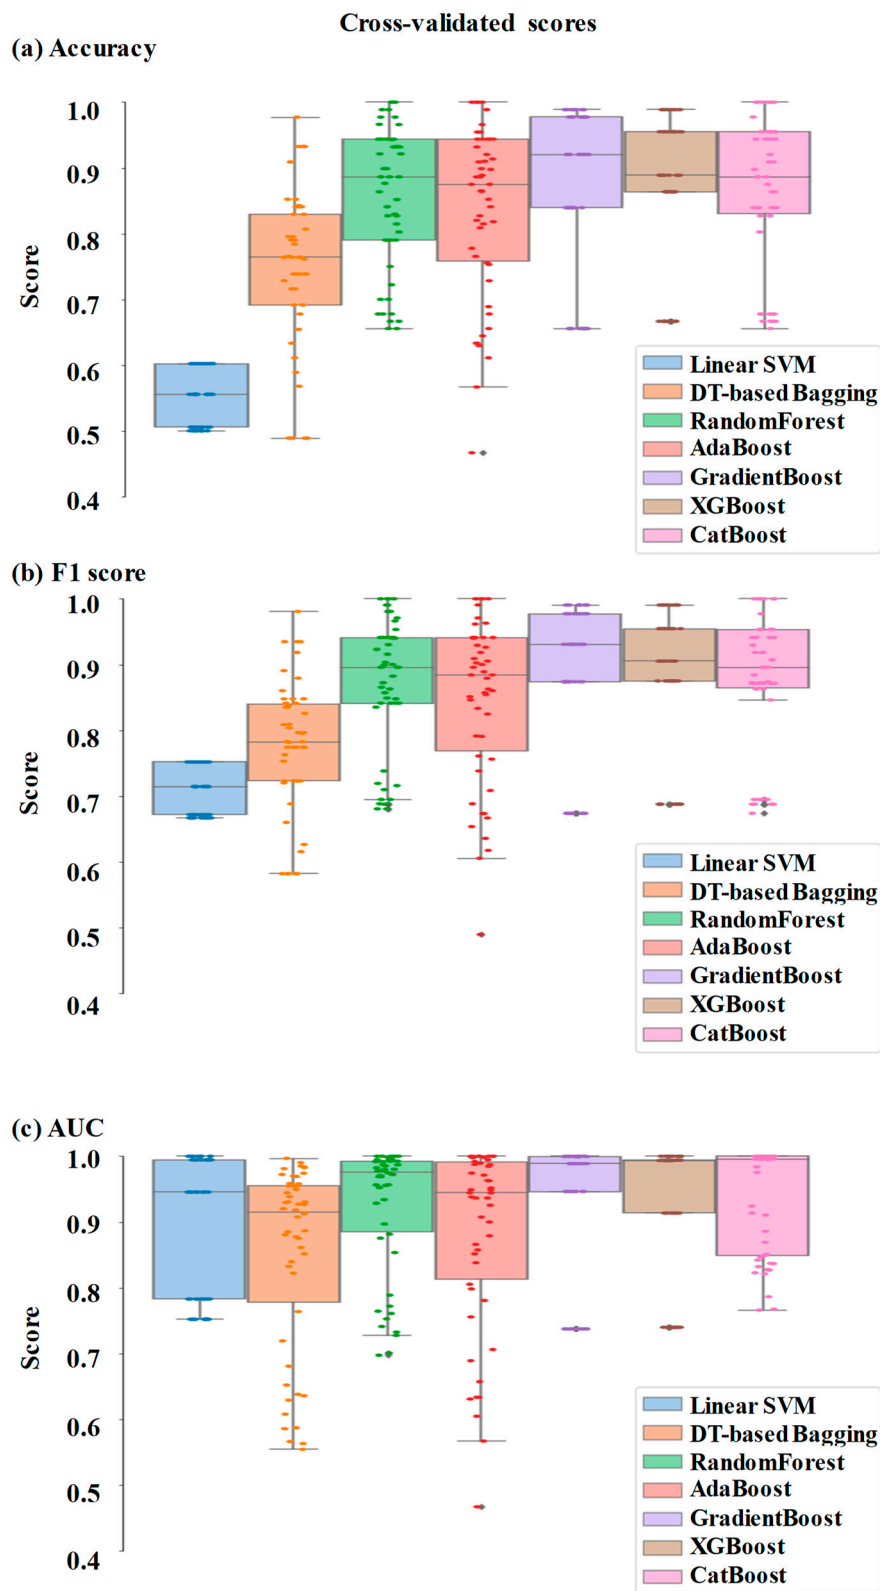 Cross-validated scores
(a) Accuracy
1.0
0.9
0.8
0.7
0.6
0.5
0.4
Score
Linear SVM
DT-based Bagging
RandomForest
AdaBoost
GradientBoost
XGBoost
CatBoost
(b) F1 score
1.0
0.9
0.8
0.7
0.6
0.5
0.4
Score
Linear SVM
DT-based Bagging
RandomForest
AdaBoost
GradientBoost
XGBoost
CatBoost
(c) AUC
1.0
0.9
0.8
0.7
0.6
0.5
0.4
Score
Linear SVM
DT-based Bagging
RandomForest
AdaBoost
GradientBoost
XGBoost
CatBoost